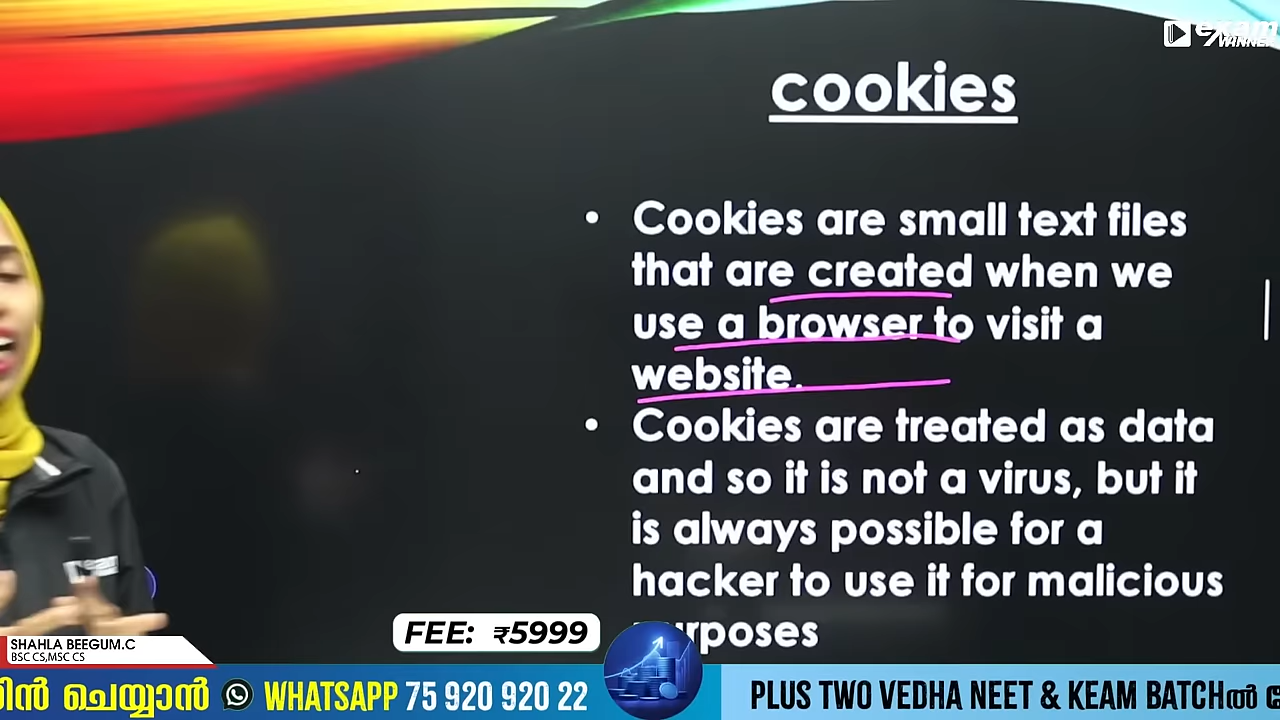 exam
WINNER
cookies
• Cookies are small text files
that are created when we
use a browser to visit a
website.
• Cookies are treated as data
and so it is not a virus, but it
is always possible for a
hacker to use it for malicious
purposes
FEE: ₹5999
SHAHLA BEEGUM.C
BSC CS,MSC CS
ചെയ്യാൻ WHATSAPP 75 920 920 22
PLUS TWO VEDHA NEET & KEAM BATCHൽ